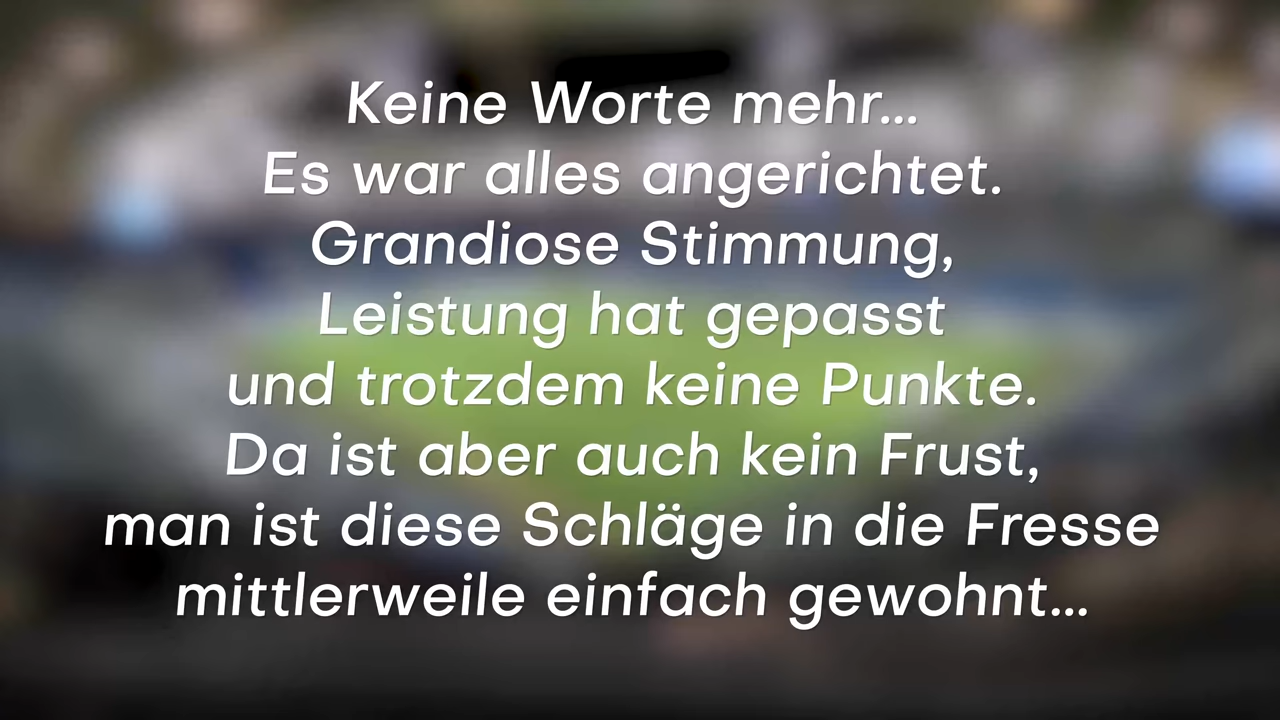 Keine Worte mehr...
Es war alles angerichtet.
Grandiose Stimmung,
Leistung hat gepasst
und trotzdem keine Punkte.
Da ist aber auch kein Frust,
man ist diese Schläge in die Fresse
mittlerweile einfach gewohnt...